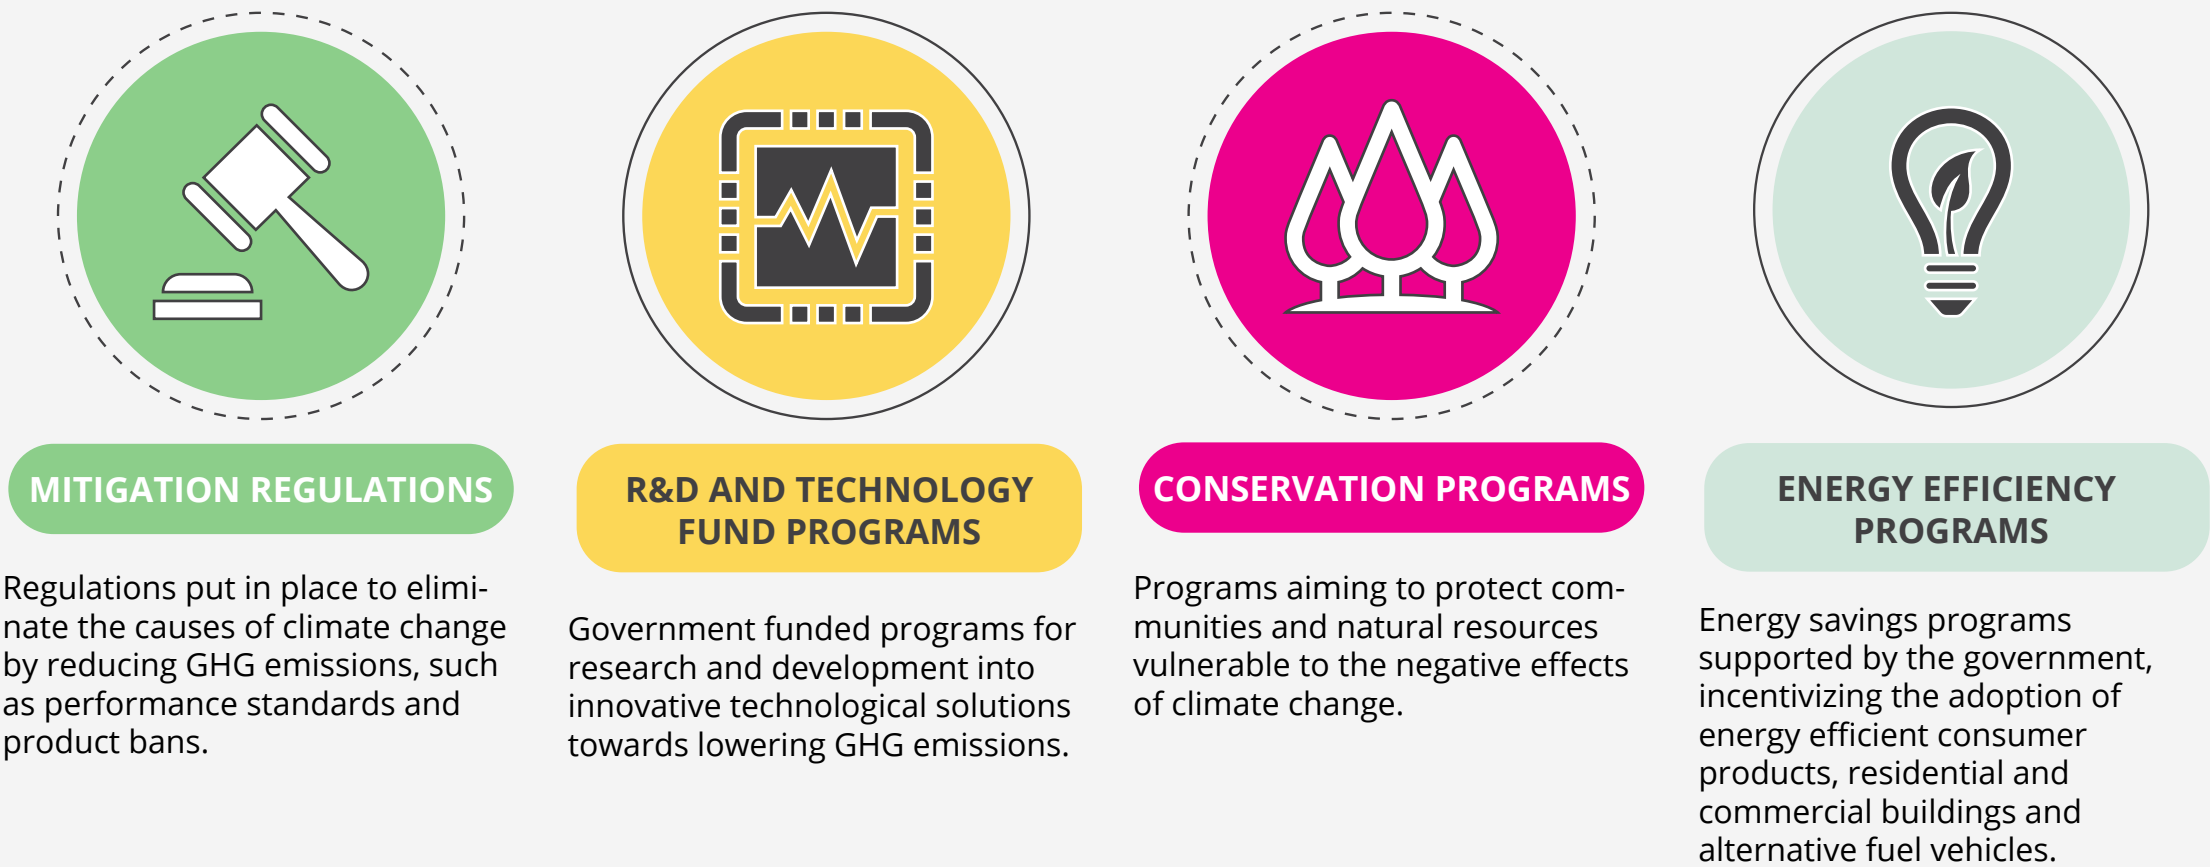 MITIGATION REGULATIONS
Regulations put in place to elimi-
nate the causes of climate change
by reducing GHG emissions, such
as performance standards and
product bans.
R&D AND TECHNOLOGY
FUND PROGRAMS
Government funded programs for
research and development into
innovative technological solutions
towards lowering GHG emissions.
CONSERVATION PROGRAMS
Programs aiming to protect com-
munities and natural resources
vulnerable to the negative effects
of climate change.
ENERGY EFFICIENCY
PROGRAMS
Energy savings programs
supported by the government,
incentivizing the adoption of
energy efficient consumer
products, residential and
commercial buildings and
alternative fuel vehicles.